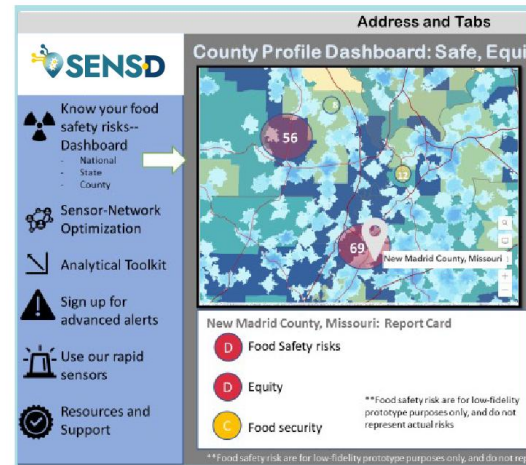 Address and Tabs
SENSD
County Profile Dashboard: Safe, Equi
Know your food
safety risks--
Dashboard
- National
- State
- County
Sensor-Network
Optimization
Analytical Toolkit
Sign up for
advanced alerts
Use our rapid
sensors
Resources and
Support
56
12
69
New Madrid County, Missouri
New Madrid County, Missouri: Report Card
D Food Safety risks
D Equity
C Food security
**Food safety risk are for low-fidelity
prototype purposes only, and do not
represent actual risks
**Food safety risk are for low-fidelity prototype purposes only, and do not rep